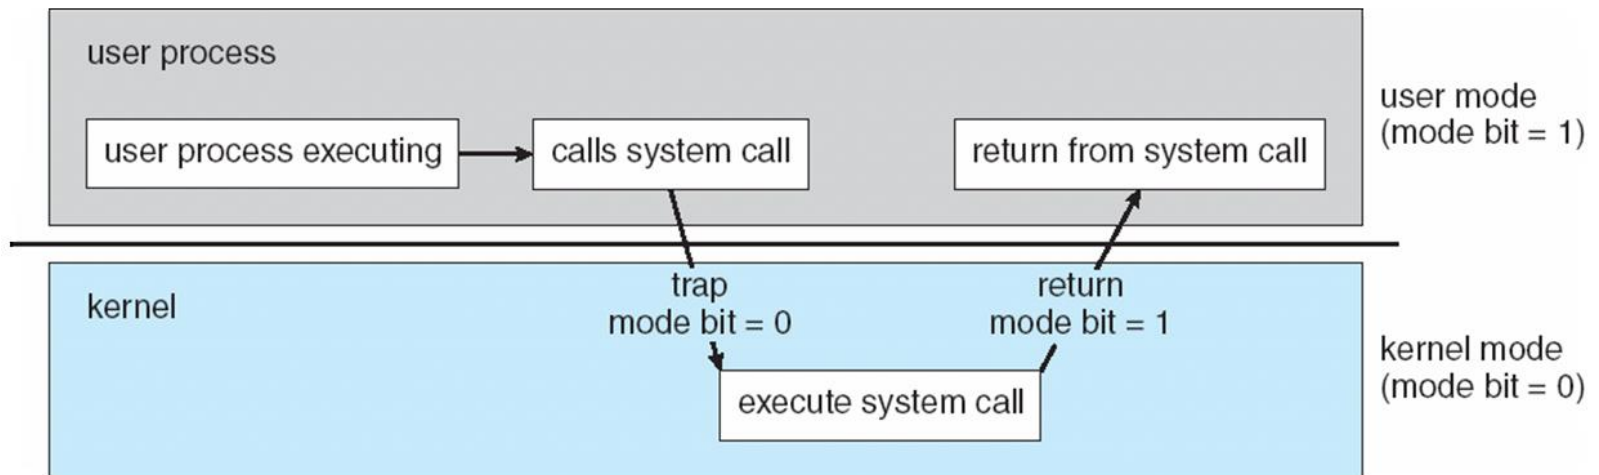 user process
user process executing
calls system call
return from system call
user mode
(mode bit = 1)
kernel
trap
mode bit = 0
return
mode bit = 1
execute system call
kernel mode
(mode bit = 0)